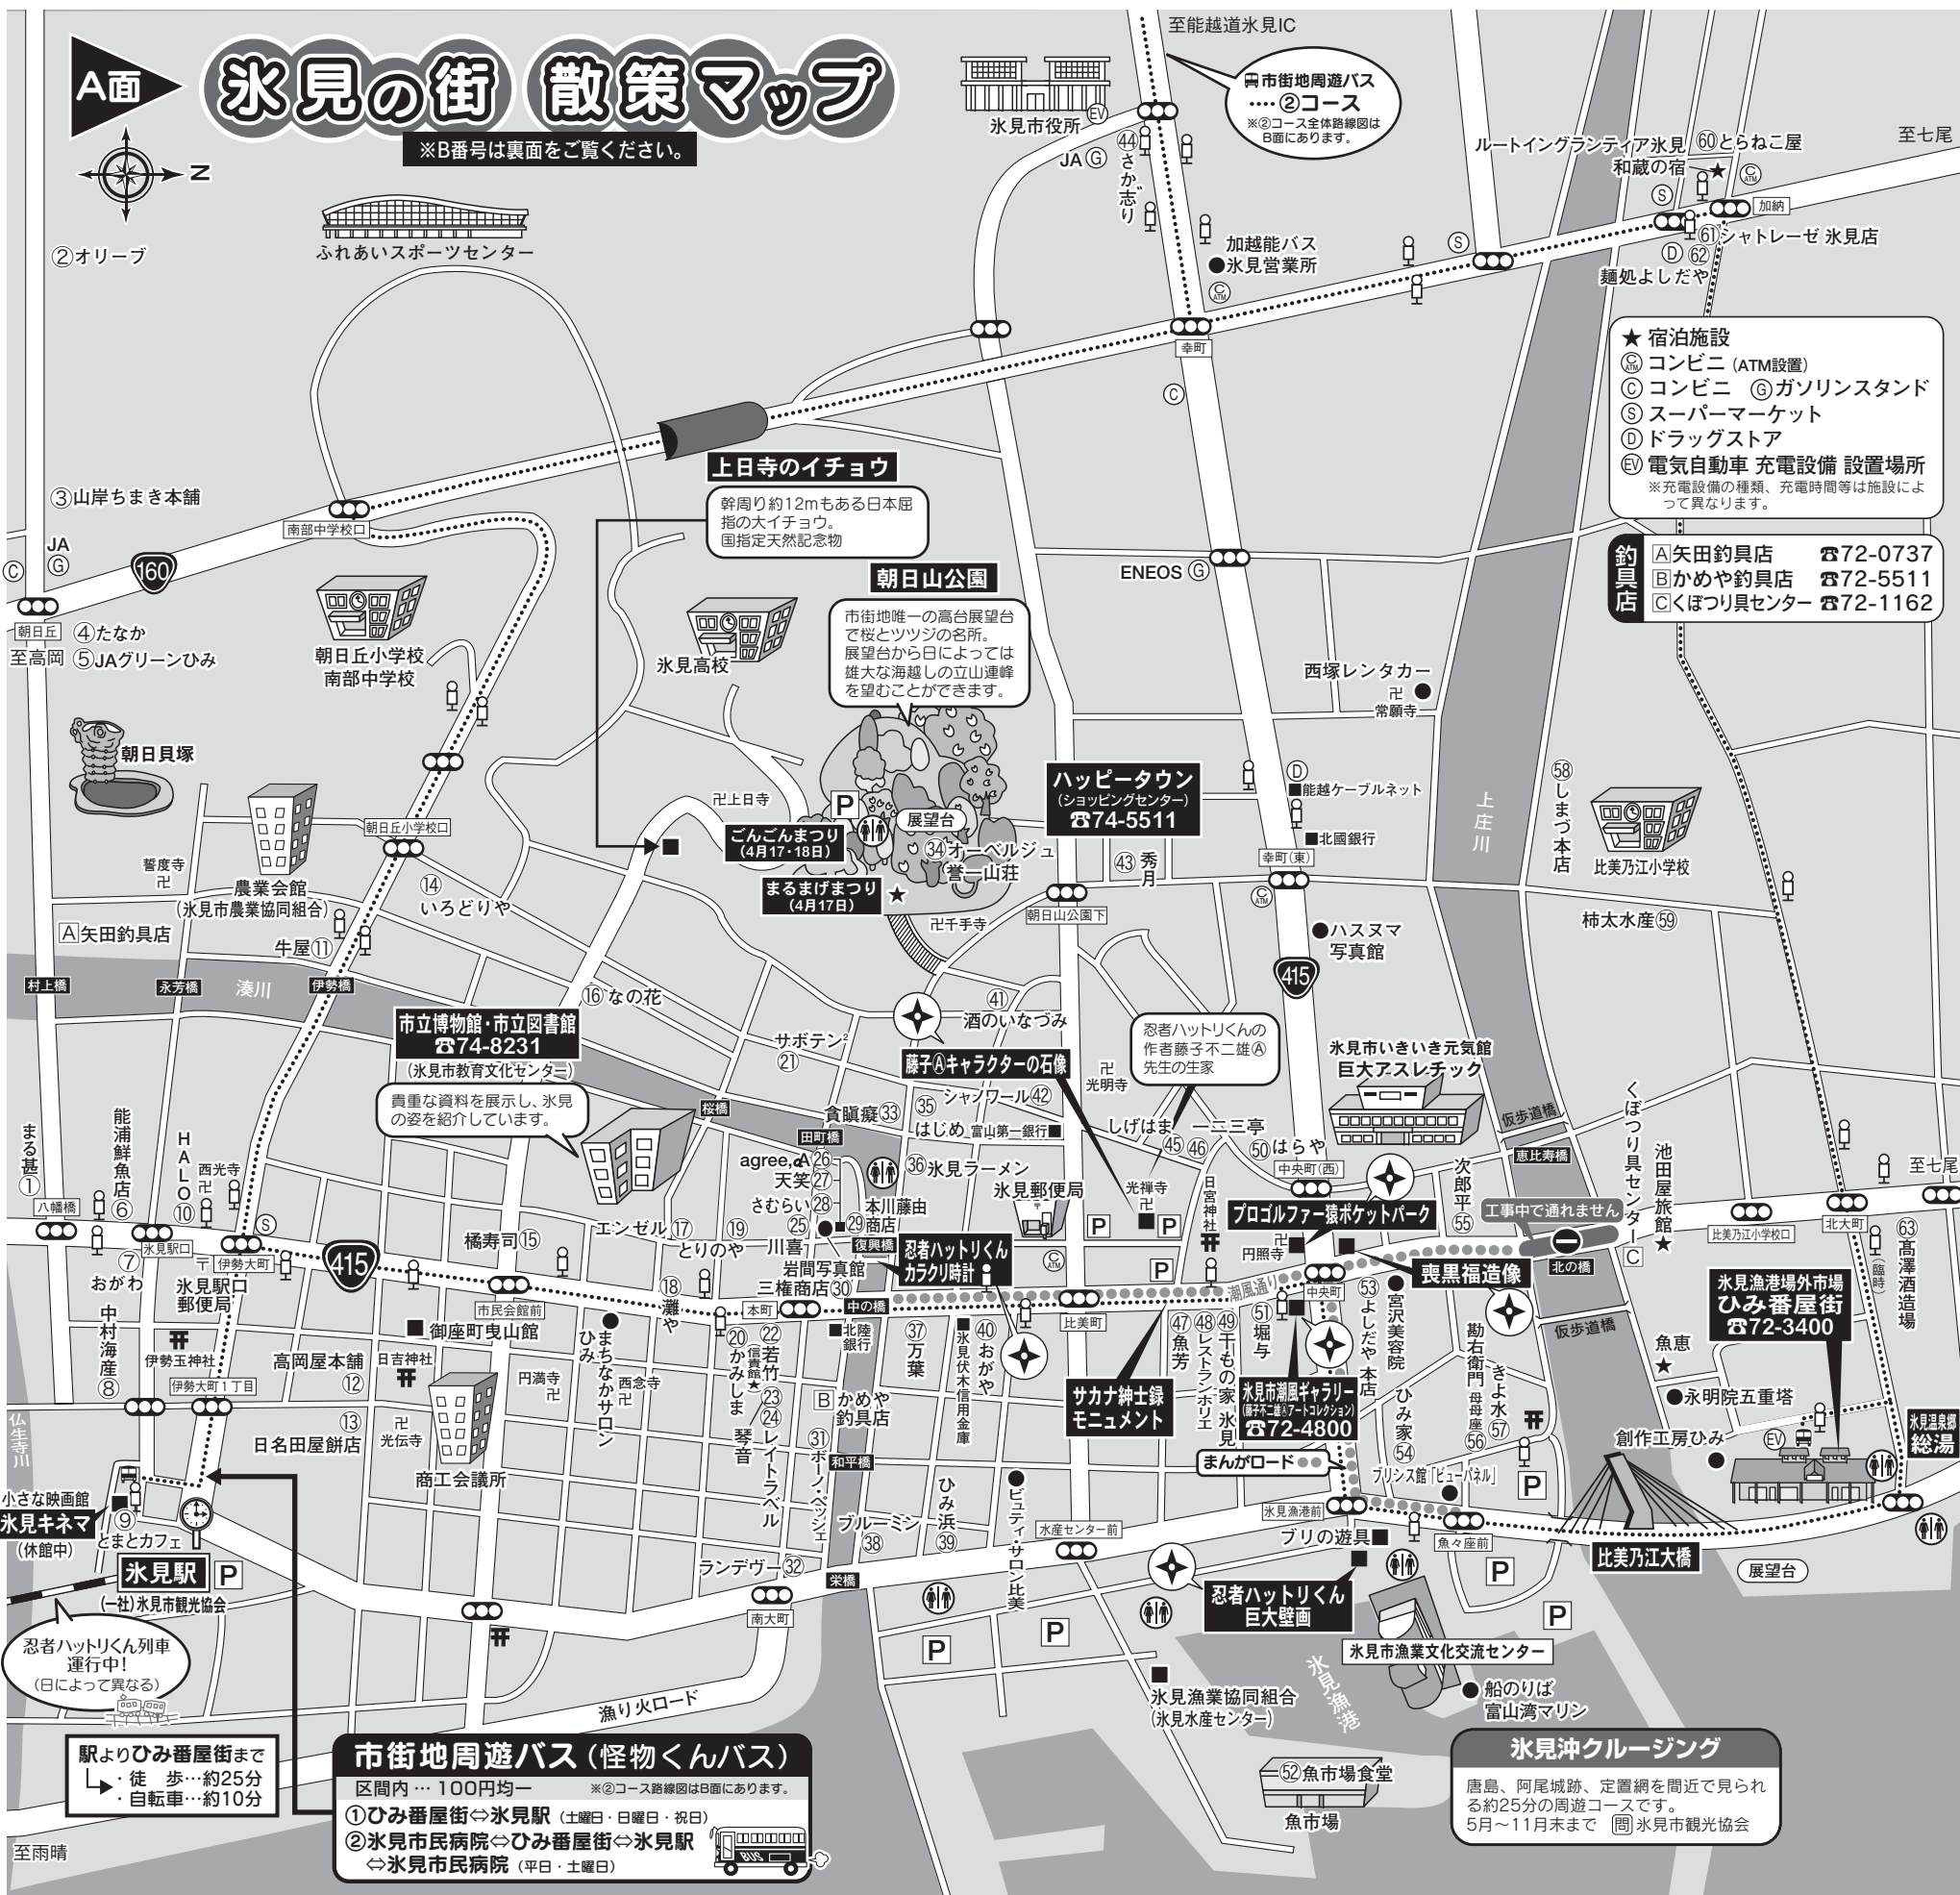 A面
氷見の街 散策マップ
※B番号は裏面をご覧ください。
N
②オリーブ
ふれあいスポーツセンター
至能越道氷見IC
氷見市役所
EV
JA G
㊹さか志り
市街地周遊バス
②コース
※②コース全体路線図は
B面にあります。
ルートイングランティア氷見
和蔵の宿
㉠とらねこ屋
至七尾
加納
61シャトレーゼ 氷見店
D 62
麺処よしだや
加越能バス
氷見営業所
幸町
★ 宿泊施設
コンビニ (ATM設置)
C コンビニ G ガソリンスタンド
S スーパーマーケット
D ドラッグストア
EV 電気自動車 充電設備 設置場所
※充電設備の種類、充電時間等は施設によ
って異なります。
釣具店
A矢田釣具店 ☎72-0737
Bかめや釣具店 ☎72-5511
Cくぼつり具センター ☎72-1162
③山岸ちまき本舗
JA
G
160
南部中学校口
朝日丘
至高岡
④たなか
⑤JAグリーンひみ
朝日丘小学校
南部中学校
上日寺のイチョウ
幹周り約12mもある日本屈
指の大イチョウ。
国指定天然記念物
氷見高校
朝日山公園
市街地唯一の高台展望台
で桜とツツジの名所。
展望台から日によっては
雄大な海越しの立山連峰
を望むことができます。
ENEOS G
西塚レンタカー
卍
常願寺
朝日貝塚
朝日丘小学校口
誓度寺
卍
農業会館
(氷見市農業協同組合)
⑭
いろどりや
A矢田釣具店
牛屋⑪
卍上日寺
P
展望台
ごんごんまつり
(4月17・18日)
まるまげまつり
(4月17日)
㉞オーベルジュ
誉一山荘
卍千手寺
ハッピータウン
(ショッピングセンター)
☎74-5511
㊸秀月
朝日山公園下
D
能越ケーブルネット
北國銀行
幸町(東)
ハスヌマ
写真館
415
上庄川
58しまづ本店
比美乃江小学校
柿太水産59
村上橋
永芳橋
湊川
伊勢橋
⑯なの花
市立博物館・市立図書館
☎74-8231
(氷見市教育文化センター)
貴重な資料を展示し、氷見
の姿を紹介しています。
サボテン²
㉑
㊶
酒のいなづみ
藤子Ⓐキャラクターの石像
卍
光明寺
忍者ハットリくんの
作者藤子不二雄Ⓐ
先生の生家
氷見市いきいき元気館
巨大アスレチック
仮歩道橋
恵比寿橋
くぼつり具センター
C
池田屋旅館★
至七尾
桜橋
田町橋
貪瞋癡㉝
㉟
はじめ
シャノワール㊷
富山第一銀行
しげはま
㊺
一二三亭
㊻
㊿はらや
中央町(西)
まる甚①
八幡橋
能浦鮮魚店⑥
HALO⑩
西光寺
卍
氷見駅口
伊勢大町
⑦
おがわ
〒
氷見駅口
郵便局
415
橘寿司⑮
エンゼル⑰
⑲
とりのや
agree,A㉖
天笑㉗
さむらい㉘
㉕
川喜
㉙本川藤由
商店
復興橋
岩間写真館
三権商店㉚
㊱氷見ラーメン
氷見郵便局
忍者ハットリくん
カラクリ時計
光禅寺
卍
日宮神社
プロゴルファー猿ポケットパーク
卍
円照寺
次郎平55
工事中で通れません
北の橋
喪黒福造像
比美乃江小学校口
北大町
63髙澤酒造場
(臨時)
氷見漁港場外市場
ひみ番屋街
☎72-3400
中村海産⑧
伊勢玉神社
伊勢大町1丁目
御座町曳山館
高岡屋本舗
⑫
日吉神社
⑬
日名田屋餅店
卍
光伝寺
商工会議所
市民会館前
円満寺
卍
ひみ
まちなかサロン
西念寺
卍
⑱灘や
本町
中の橋
⑳かみしま
㉒若竹
(信貴館★)
㉓
㉔レイトラベル
琴音
北陸
銀行
B かめや
釣具店
㉛ボーノ・ペッシェ
和平橋
㊲万葉
氷見伏木信用金庫
㊵おがや
比美町
潮風通り
中央町
サカナ紳士録
モニュメント
㊼魚芳
㊽レストランホリエ
㊾干もの家 氷見
51堀与
氷見市潮風ギャラリー
(藤子不二雄Ⓐアートコレクション)
☎72-4800
53よしだや 本店
宮沢美容院
まんがロード
ひみ家54
勘右衛門
母母座56
きよ水57
プリンス館「ビューパネル」
仮歩道橋
魚恵
★
永明院五重塔
創作工房ひみ
EV
氷見温泉郷
総湯
仏生寺川
小さな映画館
氷見キネマ
(休館中)
⑨
とまとカフェ
氷見駅 P
(一社)氷見市観光協会
忍者ハットリくん列車
運行中!
(日によって異なる)
ブルーミン
㊳
ひみ浜
㊴
ビュティ・サロン比美
ランデヴー㉜
栄橋
南大町
水産センター前
氷見漁港前
ブリの遊具
魚々座前
比美乃江大橋
展望台
忍者ハットリくん
巨大壁画
氷見市漁業文化交流センター
氷見漁港
船のりば
富山湾マリン
氷見漁業協同組合
(氷見水産センター)
漁り火ロード
52魚市場食堂
魚市場
駅よりひみ番屋街まで
・徒 歩…約25分
・自転車…約10分
至雨晴
市街地周遊バス(怪物くんバス)
区間内 … 100円均一 ※②コース路線図はB面にあります。
①ひみ番屋街⇔氷見駅 (土曜日・日曜日・祝日)
②氷見市民病院⇔ひみ番屋街⇔氷見駅
⇔氷見市民病院 (平日・土曜日)
BUS
氷見沖クルージング
唐島、阿尾城跡、定置網を間近で見られ
る約25分の周遊コースです。
5月~11月末まで 問 氷見市観光協会